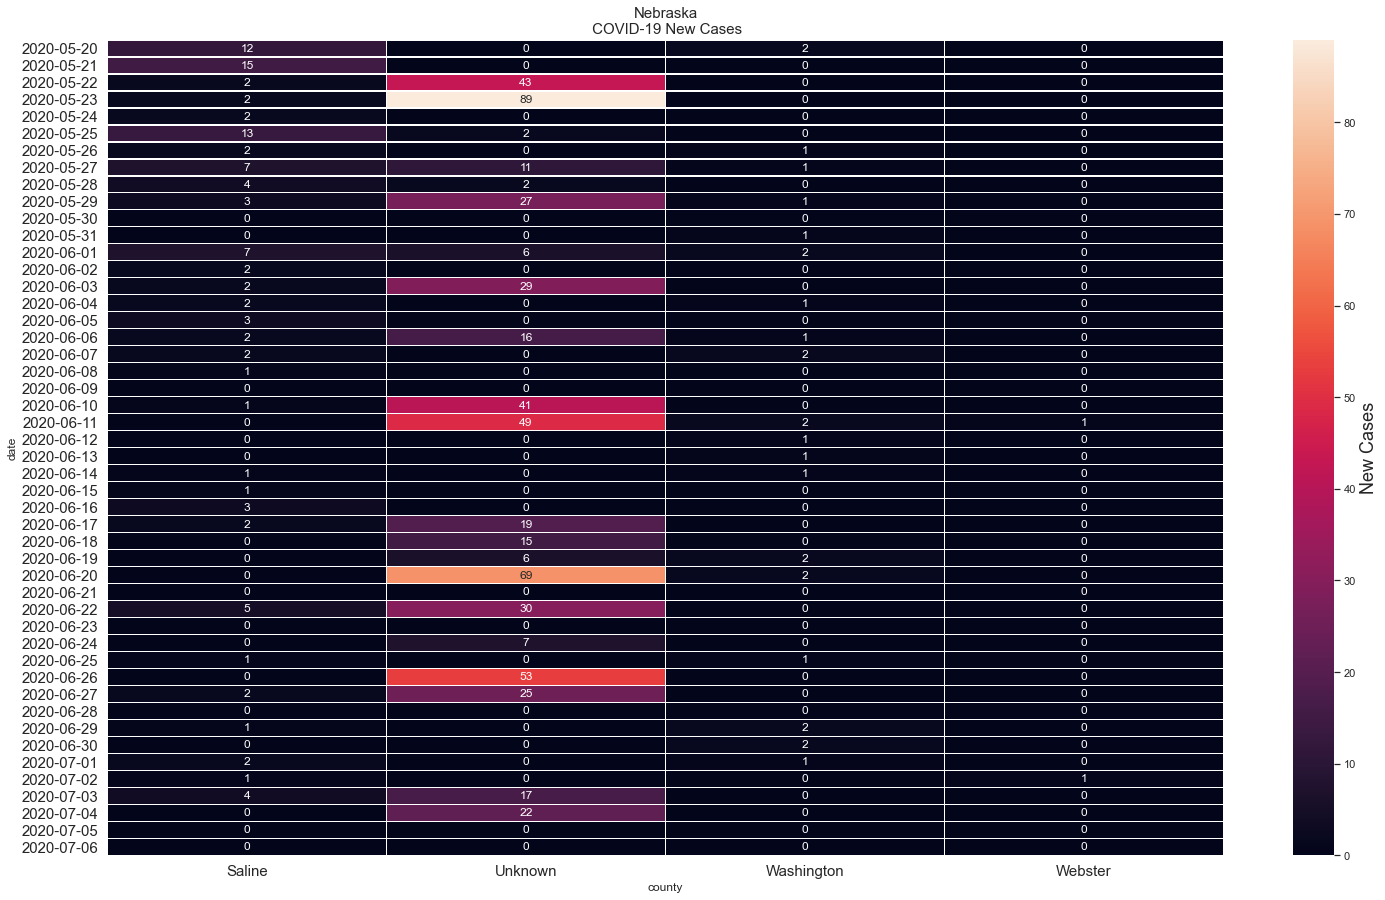 Nebraska
COVID-19 New Cases
2020-05-20 12 0 2 0
2020-05-21 15 0 0 0
2020-05-22 2 43 0 0
2020-05-23 2 89 0 0
2020-05-24 2 0 0 0
2020-05-25 13 2 0 0
2020-05-26 2 0 1 0
2020-05-27 7 11 1 0
2020-05-28 4 2 0 0
2020-05-29 3 27 1 0
2020-05-30 0 0 0 0
2020-05-31 0 0 1 0
2020-06-01 7 6 2 0
2020-06-02 2 0 0 0
2020-06-03 2 29 0 0
2020-06-04 2 0 1 0
2020-06-05 3 0 0 0
2020-06-06 2 16 1 0
2020-06-07 2 0 2 0
2020-06-08 1 0 0 0
2020-06-09 0 0 0 0
2020-06-10 1 41 0 0
2020-06-11 0 49 2 1
2020-06-12 0 0 1 0
2020-06-13 0 0 1 0
2020-06-14 1 0 1 0
2020-06-15 1 0 0 0
2020-06-16 3 0 0 0
2020-06-17 2 19 0 0
2020-06-18 0 15 0 0
2020-06-19 0 6 2 0
2020-06-20 0 69 2 0
2020-06-21 0 0 0 0
2020-06-22 5 30 0 0
2020-06-23 0 0 0 0
2020-06-24 0 7 0 0
2020-06-25 1 0 1 0
2020-06-26 0 53 0 0
2020-06-27 2 25 0 0
2020-06-28 0 0 0 0
2020-06-29 1 0 2 0
2020-06-30 0 0 2 0
2020-07-01 2 0 1 0
2020-07-02 1 0 0 1
2020-07-03 4 17 0 0
2020-07-04 0 22 0 0
2020-07-05 0 0 0 0
2020-07-06 0 0 0 0
date
Saline Unknown Washington Webster
county
80
70
60
50
40
30
20
10
0
New Cases